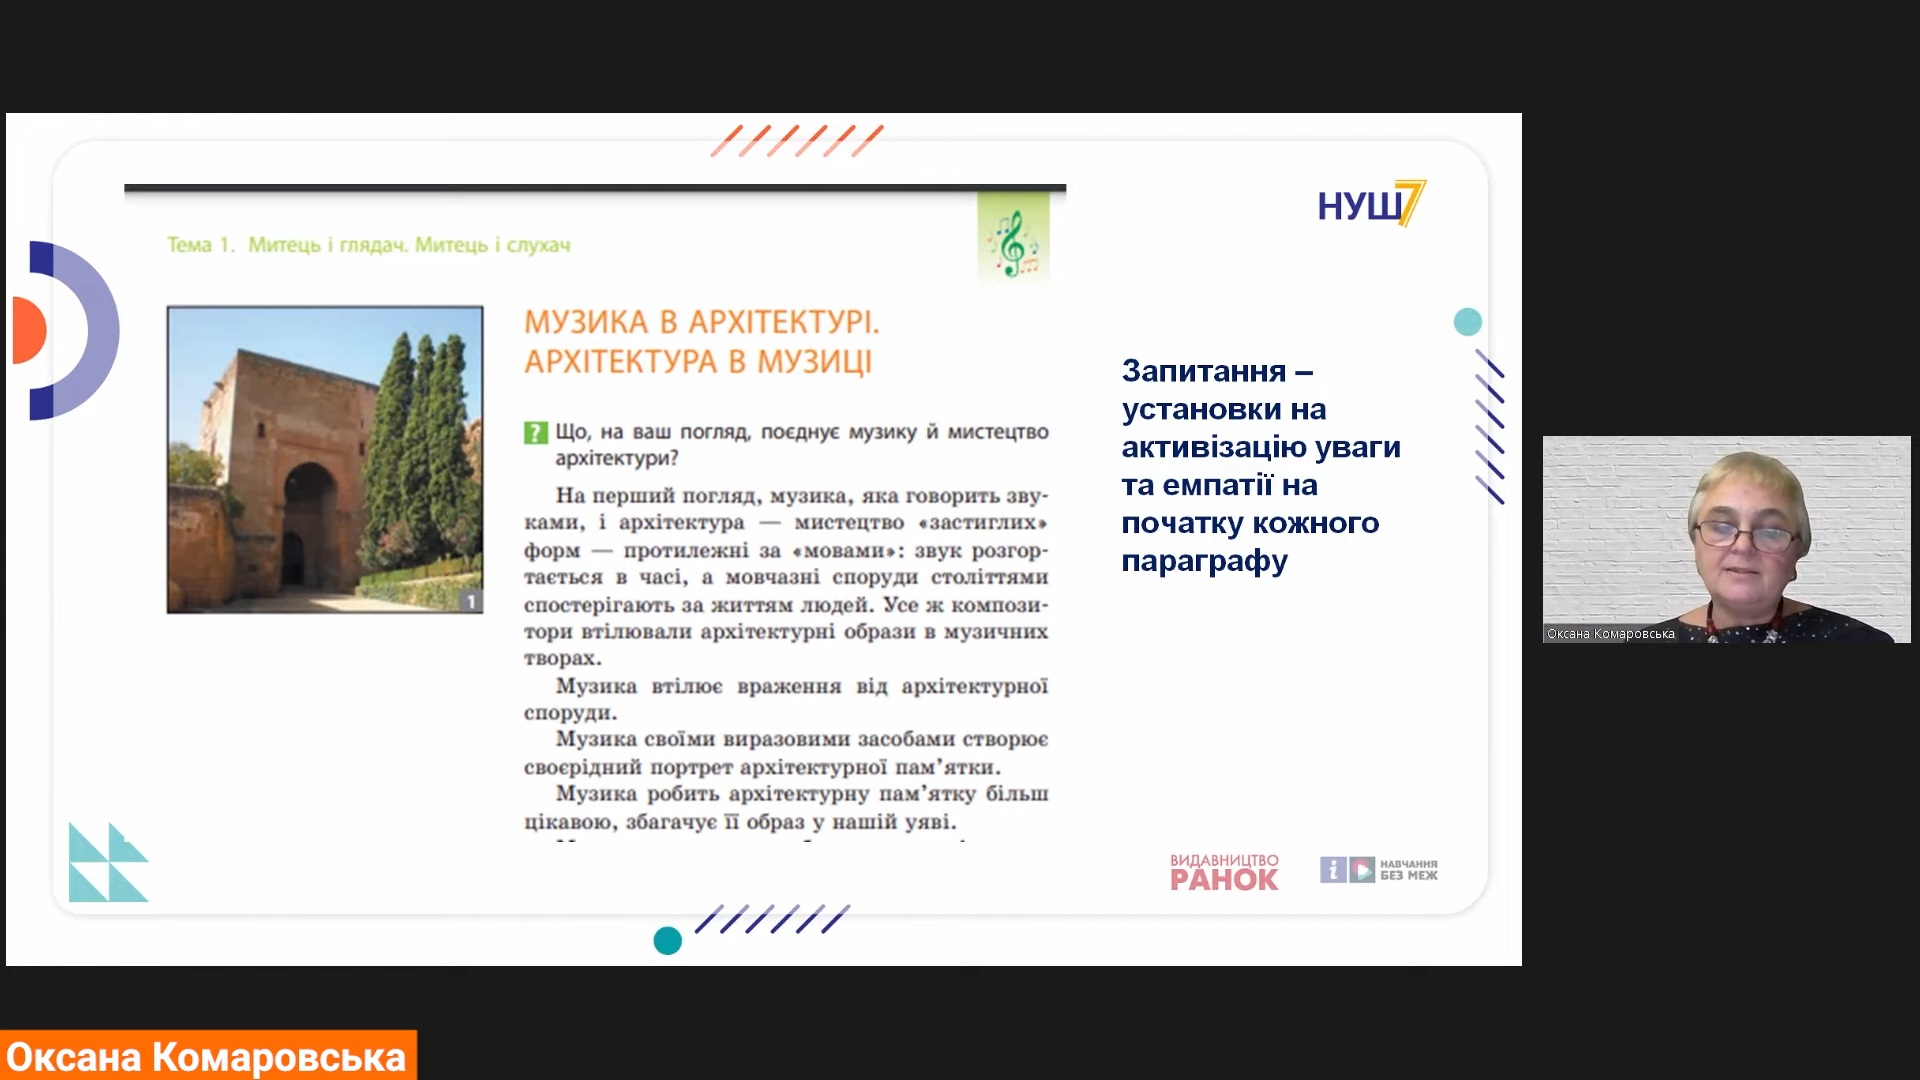 НУШ7
Тема 1. Митець і глядач. Митець і слухач
МУЗИКА В АРХІТЕКТУРІ.
АРХІТЕКТУРА В МУЗИЦІ
? Що, на ваш погляд, поєднує музику й мистецтво
архітектури?
На перший погляд, музика, яка говорить зву-
ками, і архітектура — мистецтво «застиглих»
форм — протилежні за «мовами»: звук розгор-
тається в часі, а мовчазні споруди століттями
спостерігають за життям людей. Усе ж компози-
тори втілювали архітектурні образи в музичних
творах.
Музика втілює враження від архітектурної
споруди.
Музика своїми виразовими засобами створює
своєрідний портрет архітектурної пам’ятки.
Музика робить архітектурну пам’ятку більш
цікавою, збагачує її образ у нашій уяві.
1
Запитання –
установки на
активізацію уваги
та емпатії на
початку кожного
параграфу
ВИДАВНИЦТВО
РАНОК
i
НАВЧАННЯ
БЕЗ МЕЖ
Оксана Комаровська
Оксана Комаровська